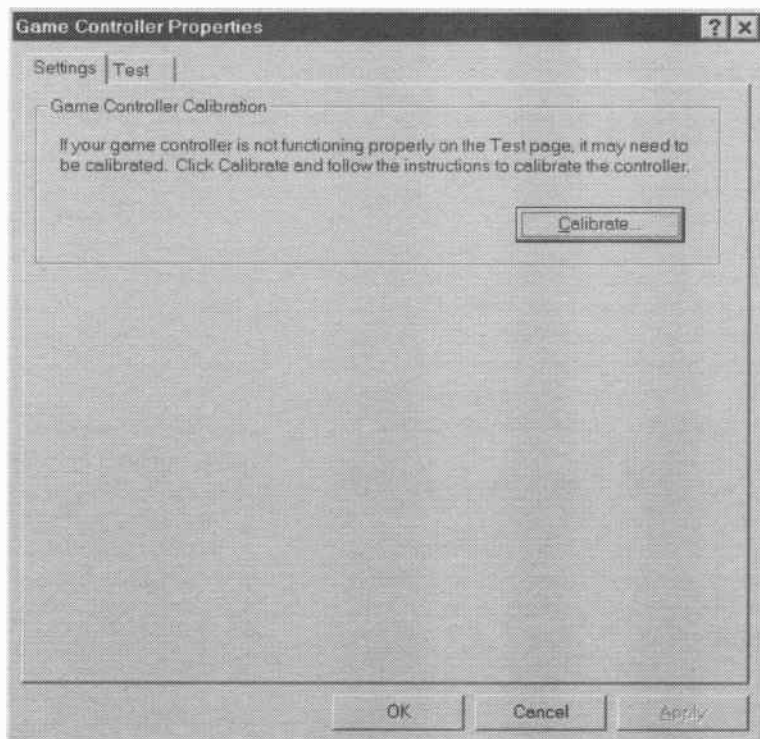 Game Controller Properties
Settings
Test
Game Controller Calibration
If your game controller is not functioning properly on the Test page, it may need to
be calibrated. Click Calibrate and follow the instructions to calibrate the controller.
Calibrate...
OK
Cancel
Apply